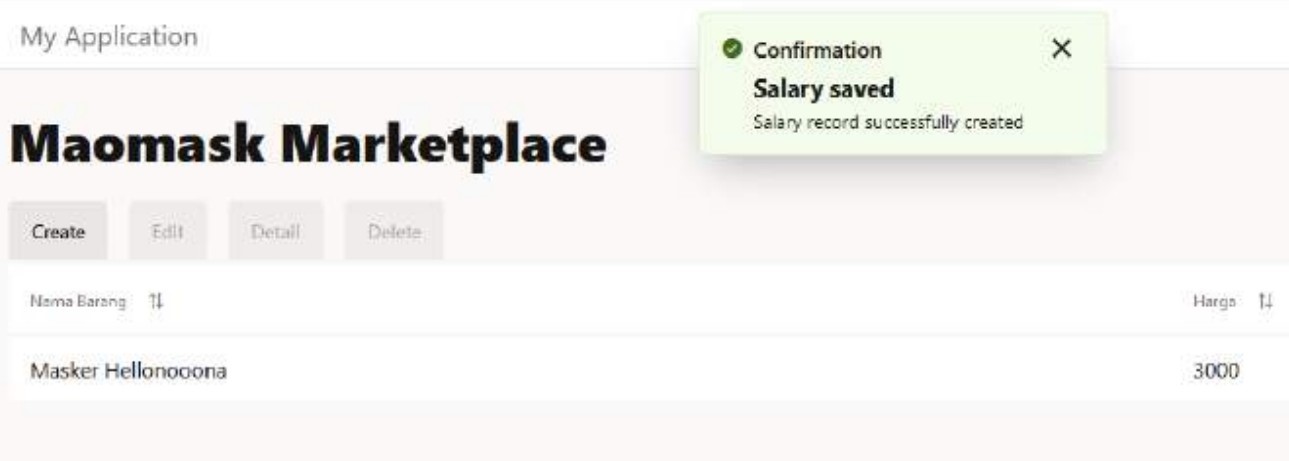 My Application
Confirmation
Salary saved
Salary record successfully created
Maomask Marketplace
Create Edit Detail Delete
Nama Barang Harga
Masker Hellonooona 3000